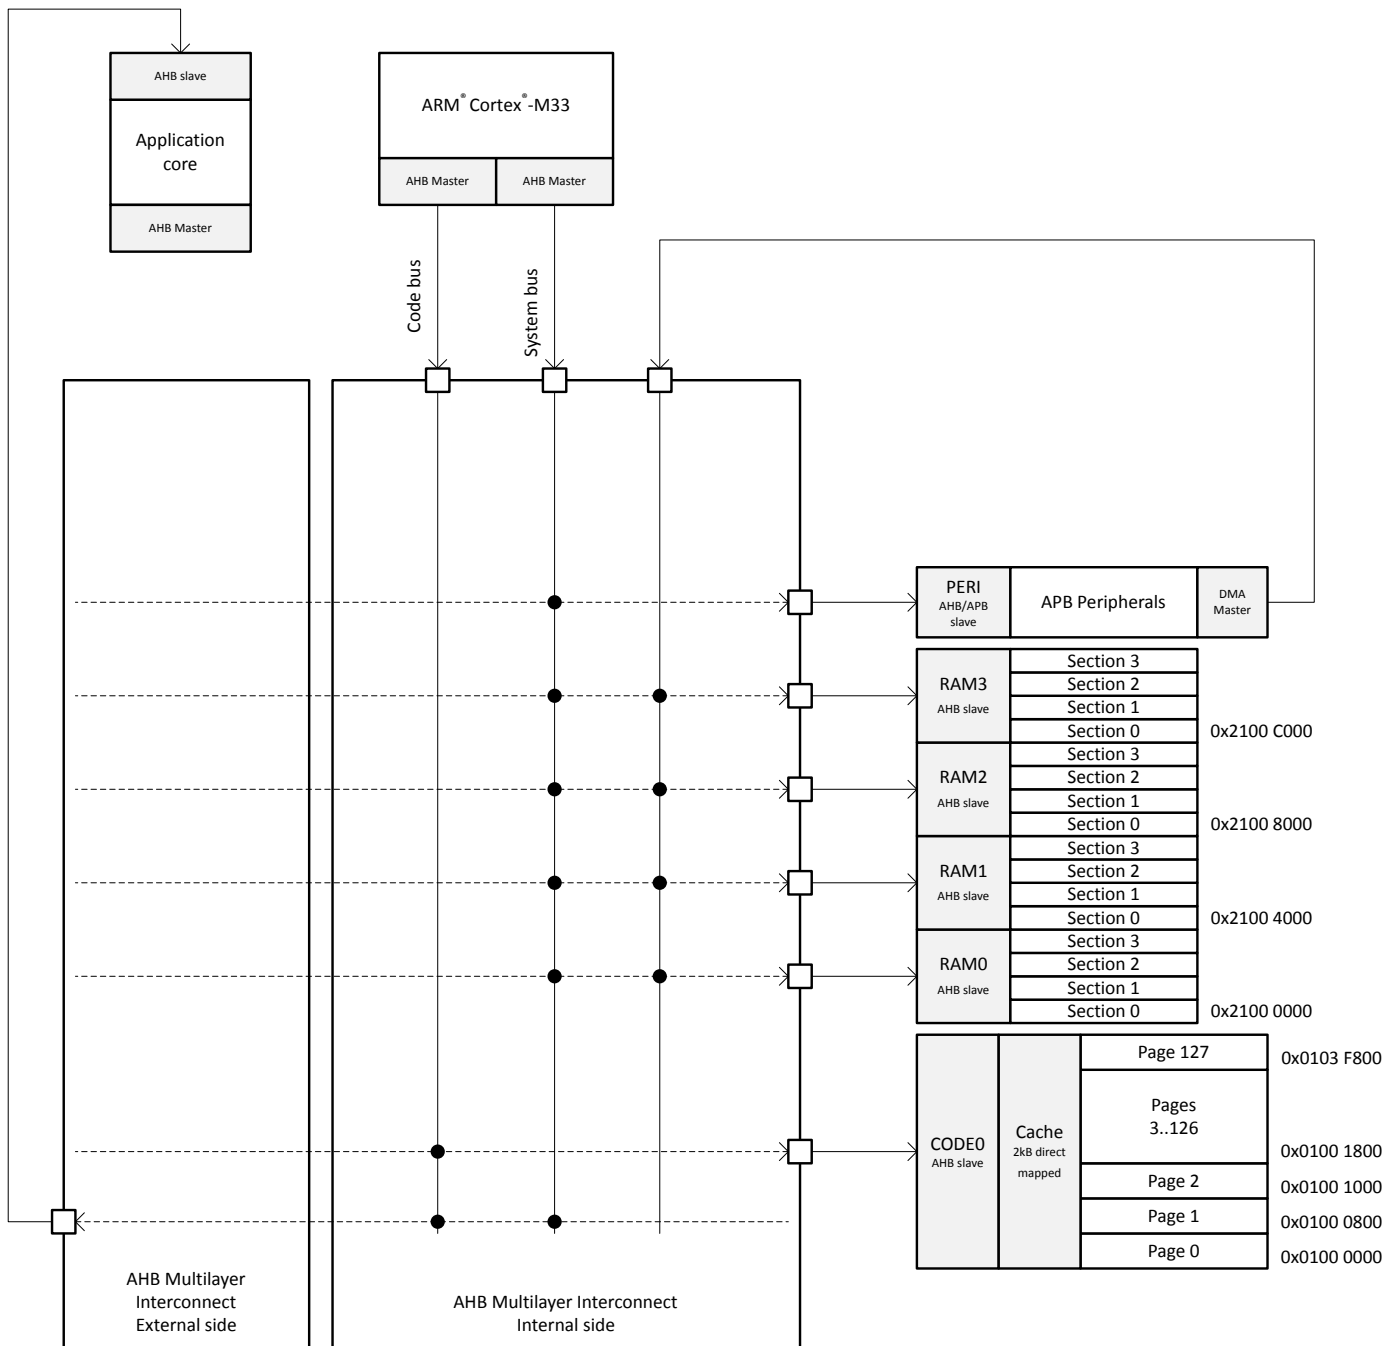 AHB slave
Application
core
AHB Master
ARM® Cortex®-M33
AHB Master
AHB Master
Code bus
System bus
PERI
AHB/APB
slave
APB Peripherals
DMA
Master
RAM3
AHB slave
Section 3
Section 2
Section 1
Section 0
0x2100 C000
RAM2
AHB slave
Section 3
Section 2
Section 1
Section 0
0x2100 8000
RAM1
AHB slave
Section 3
Section 2
Section 1
Section 0
0x2100 4000
RAM0
AHB slave
Section 3
Section 2
Section 1
Section 0
0x2100 0000
CODE0
AHB slave
Cache
2kB direct
mapped
Page 127
0x0103 F800
Pages
3..126
0x0100 1800
Page 2
0x0100 1000
Page 1
0x0100 0800
Page 0
0x0100 0000
AHB Multilayer
Interconnect
External side
AHB Multilayer Interconnect
Internal side